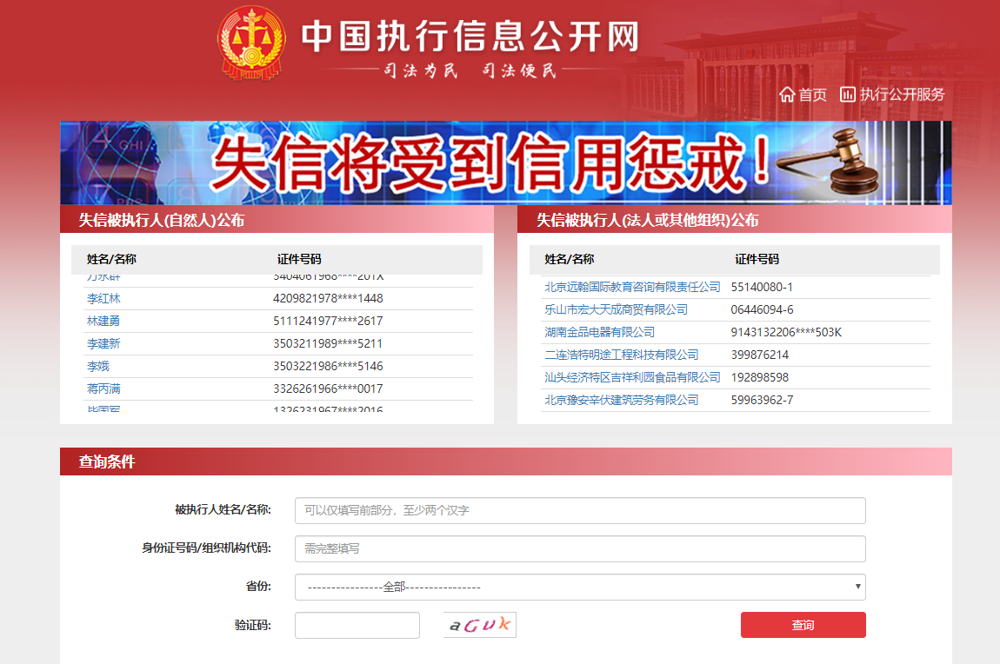 中国执行信息公开网
司法为民 司法便民
首页 执行公开服务
失信将受到信用惩戒!
失信被执行人(自然人)公布
姓名/名称 证件号码
3404061968****201X
李红林 4209821978****1448
林建勇 5111241977****2617
李建新 3503211989****5211
李娥 3503221986****5146
蒋丙满 3326261966****0017
毕国军 1326231967****2016
失信被执行人(法人或其他组织)公布
姓名/名称 证件号码
北京远翰国际教育咨询有限责任公司 55140080-1
乐山市宏大天成商贸有限公司 06446094-6
湖南金品电器有限公司 9143132206****503K
二连浩特明途工程科技有限公司 399876214
汕头经济特区吉祥利园食品有限公司 192898598
北京豫安辛伏建筑劳务有限公司 59963962-7
查询条件
被执行人姓名/名称: 可以仅填写前部分，至少两个汉字
身份证号码/组织机构代码: 需完整填写
省份: ----------------全部----------------
验证码: aGuk 查询